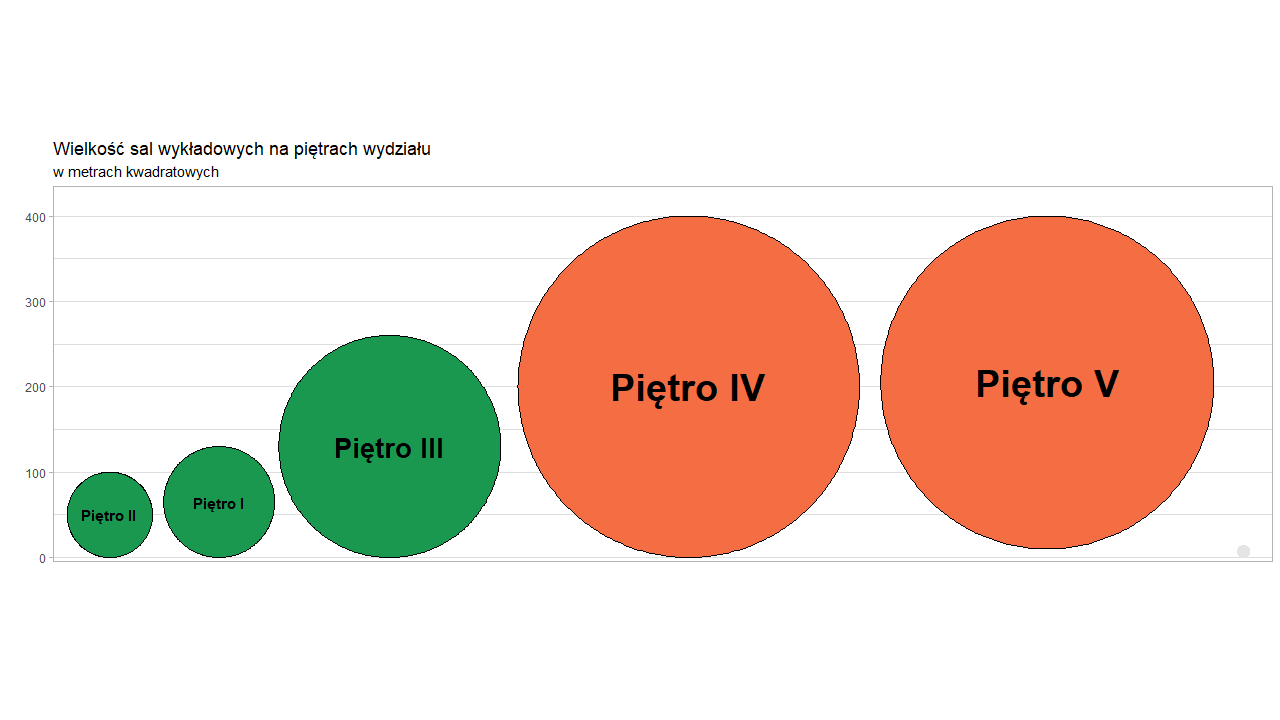 Wielkość sal wykładowych na piętrach wydziału
w metrach kwadratowych
400
300
200
100
0
Piętro II
Piętro I
Piętro III
Piętro IV
Piętro V